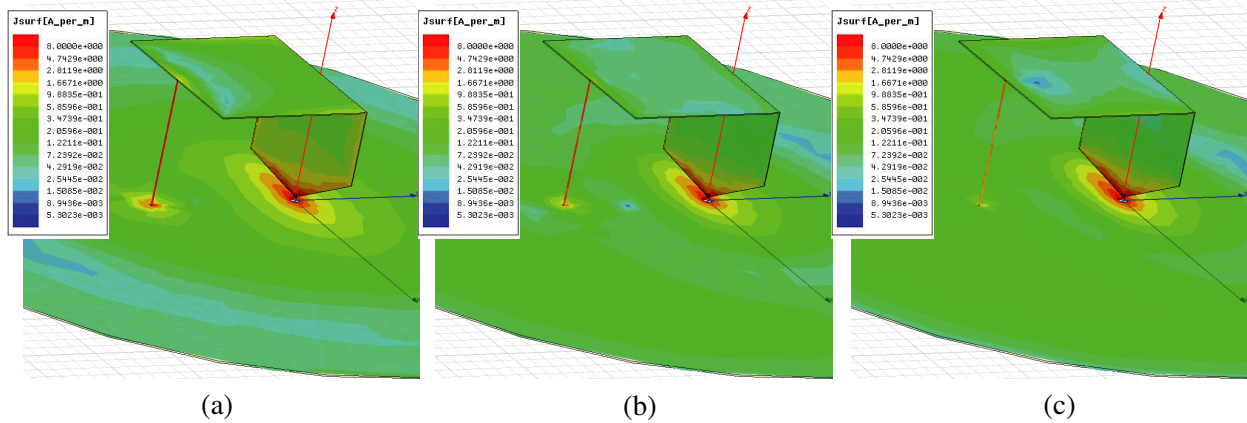 Jsurf[A_per_m]
8.0000e+000
4.7429e+000
2.8119e+000
1.6671e+000
9.8835e-001
5.8596e-001
3.4739e-001
2.0596e-001
1.2211e-001
7.2392e-002
4.2919e-002
2.5445e-002
1.5085e-002
8.9436e-003
5.3023e-003
z
(a)
Jsurf[A_per_m]
8.0000e+000
4.7429e+000
2.8119e+000
1.6671e+000
9.8835e-001
5.8596e-001
3.4739e-001
2.0596e-001
1.2211e-001
7.2392e-002
4.2919e-002
2.5445e-002
1.5085e-002
8.9436e-003
5.3023e-003
z
(b)
Jsurf[A_per_m]
8.0000e+000
4.7429e+000
2.8119e+000
1.6671e+000
9.8835e-001
5.8596e-001
3.4739e-001
2.0596e-001
1.2211e-001
7.2392e-002
4.2919e-002
2.5445e-002
1.5085e-002
8.9436e-003
5.3023e-003
z
(c)